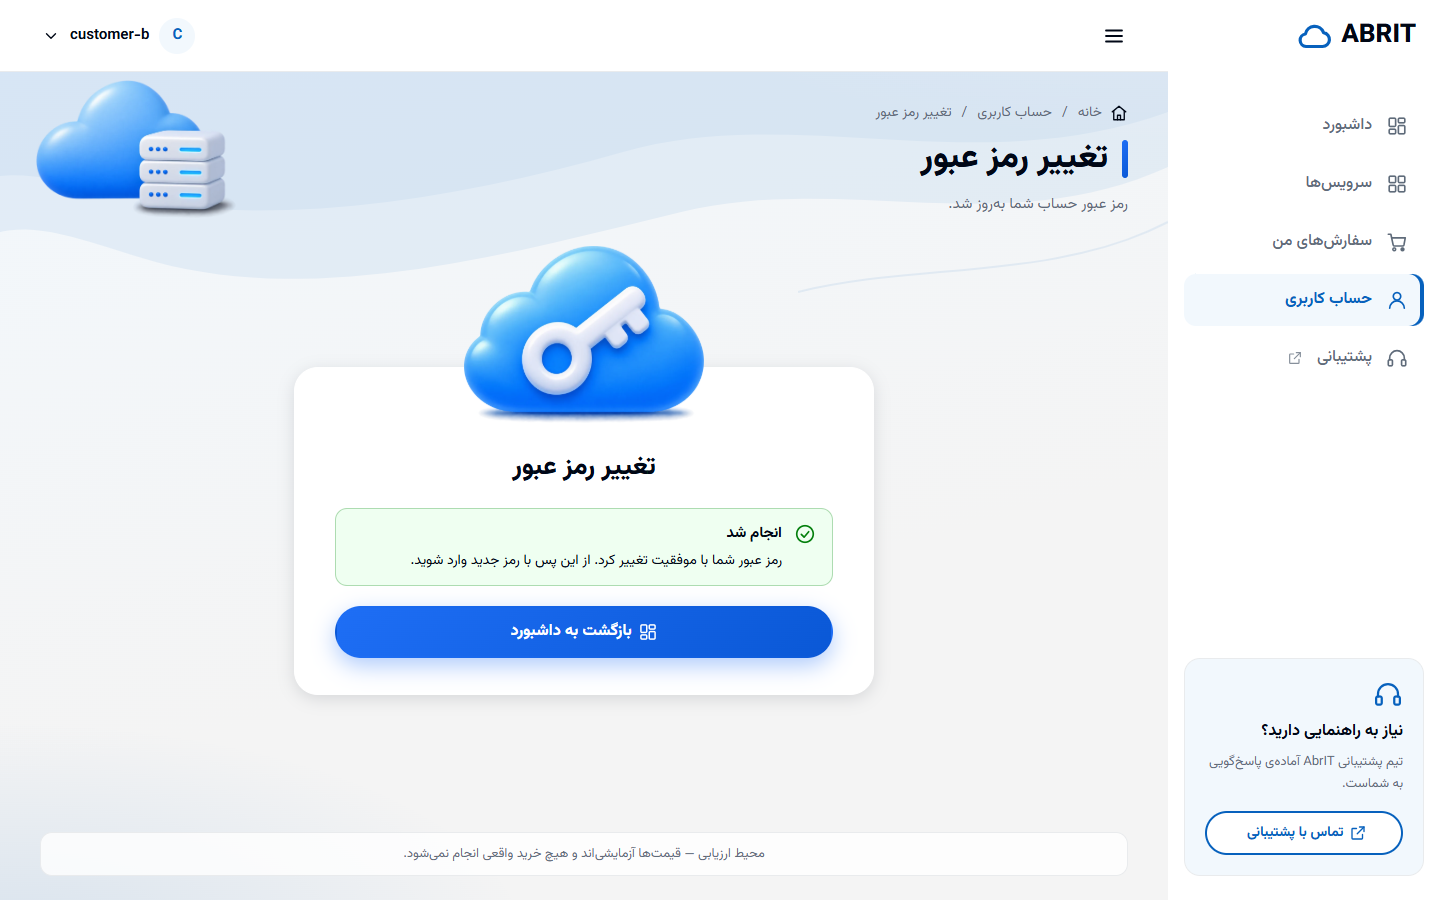 ABRIT
داشبورد
سرویس‌ها
سفارش‌های من
حساب کاربری
پشتیبانی
نیاز به راهنمایی دارید؟
تیم پشتیبانی AbrIT آماده‌ی پاسخ‌گویی
به شماست.
تماس با پشتیبانی
C customer-b
خانه / حساب کاربری / تغییر رمز عبور
تغییر رمز عبور
رمز عبور حساب شما به‌روز شد.
تغییر رمز عبور
انجام شد
رمز عبور شما با موفقیت تغییر کرد. از این پس با رمز جدید وارد شوید.
بازگشت به داشبورد
محیط ارزیابی — قیمت‌ها آزمایشی‌اند و هیچ خرید واقعی انجام نمی‌شود.